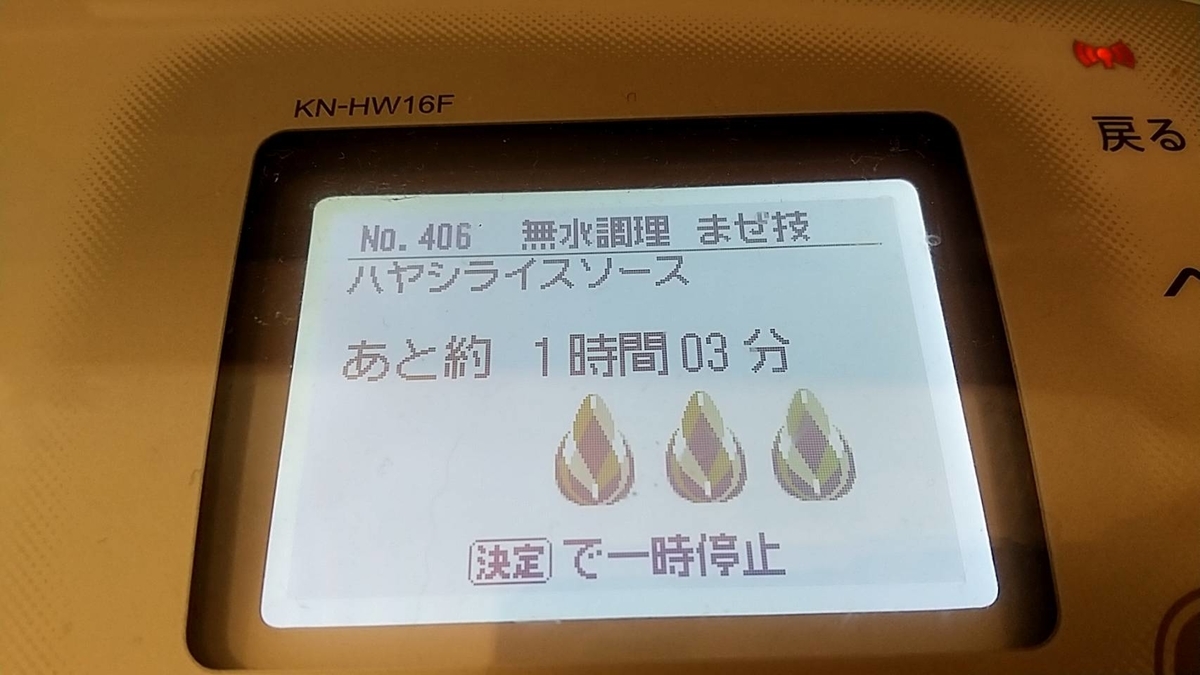 KN-HW16F
戻る
No. 406 無水調理 まぜ技
ハヤシライスソース
あと約 1時間03分
決定で一時停止